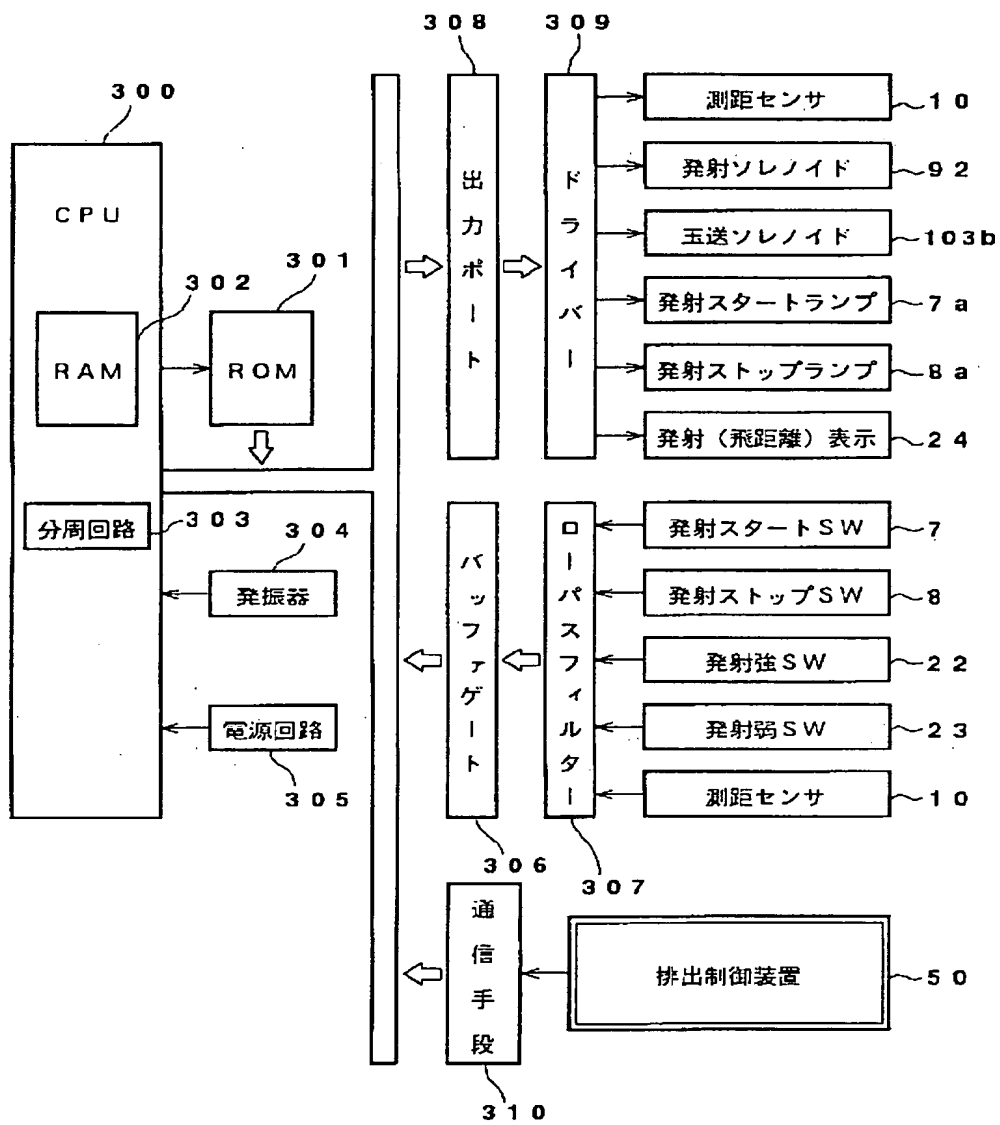 308
309
300
測距センサ
10
発射ソレノイド
92
出力ポート
ドライバー
CPU
玉送ソレノイド
103b
301
302
発射スタートランプ
7a
RAM
ROM
発射ストップランプ
8a
発射(飛距離)表示
24
分周回路
303
304
発振器
電源回路
305
バッファゲート
ローパスフィルター
発射スタートSW
7
発射ストップSW
8
発射強SW
22
発射弱SW
23
測距センサ
10
306
307
通信手段
排出制御装置
50
310